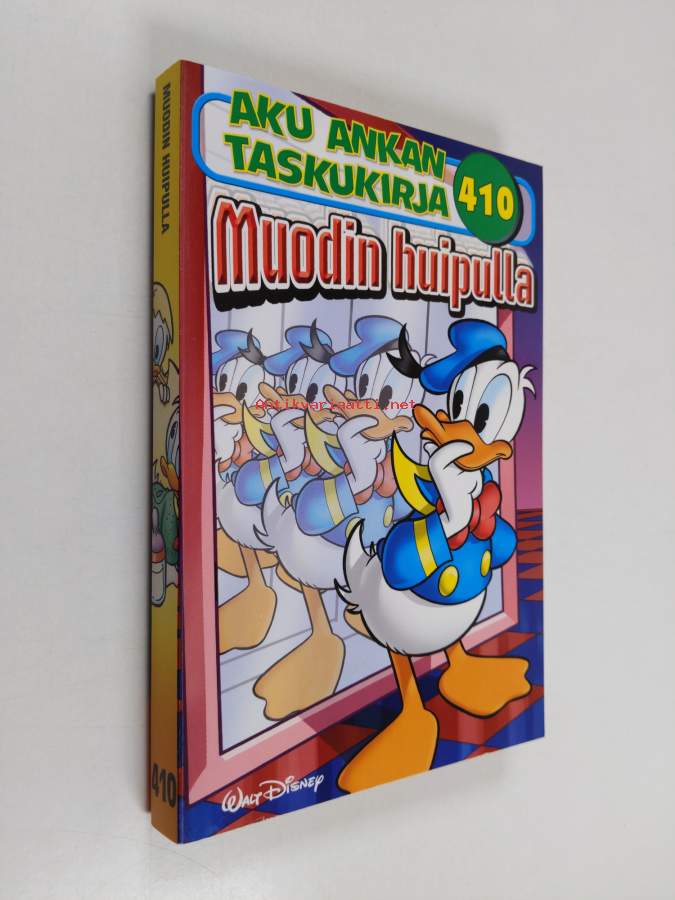 MUODIN HUIPULLA
AKU ANKAN
TASKUKIRJA
410
Muodin huipulla
Antikvariaatti.net
410
WALT DISNEY